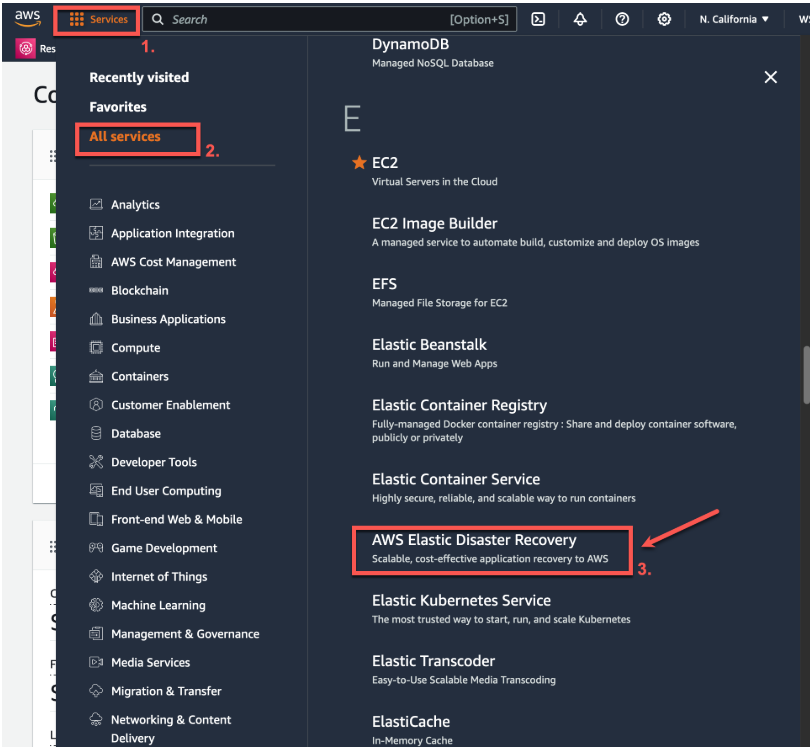 aws
Services
Search
[Option+S]
N. California ▼
1.
Res
Recently visited
Favorites
All services
2.
Analytics
Application Integration
AWS Cost Management
Blockchain
Business Applications
Compute
Containers
Customer Enablement
Database
Developer Tools
End User Computing
Front-end Web & Mobile
Game Development
Internet of Things
Machine Learning
Management & Governance
Media Services
Migration & Transfer
Networking & Content
Delivery
DynamoDB
Managed NoSQL Database
E
EC2
Virtual Servers in the Cloud
EC2 Image Builder
A managed service to automate build, customize and deploy OS images
EFS
Managed File Storage for EC2
Elastic Beanstalk
Run and Manage Web Apps
Elastic Container Registry
Fully-managed Docker container registry : Share and deploy container software,
publicly or privately
Elastic Container Service
Highly secure, reliable, and scalable way to run containers
AWS Elastic Disaster Recovery
Scalable, cost-effective application recovery to AWS
3.
Elastic Kubernetes Service
The most trusted way to start, run, and scale Kubernetes
Elastic Transcoder
Easy-to-Use Scalable Media Transcoding
ElastiCache
In-Memory Cache